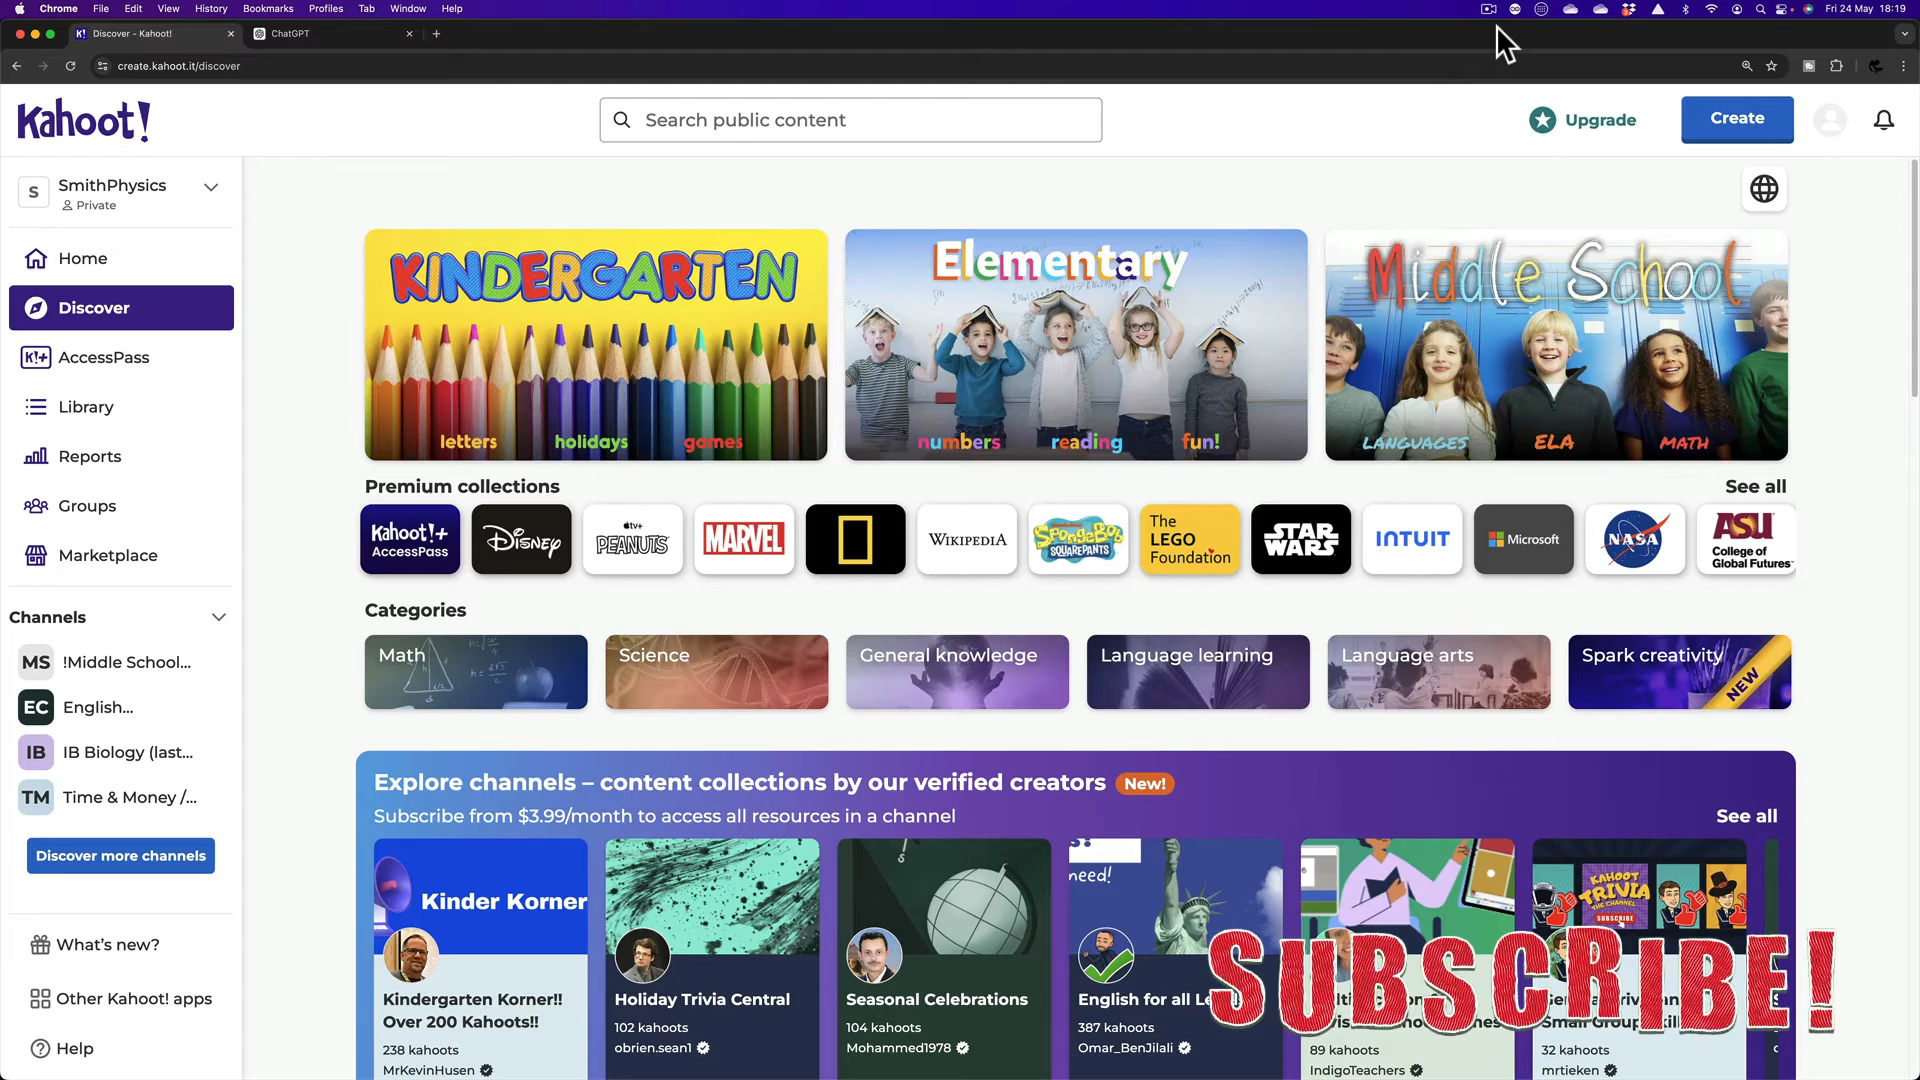 Chrome File Edit View History Bookmarks Profiles Tab Window Help
Fri 24 May 18:19
Discover - Kahoot!
ChatGPT
create.kahoot.it/discover
Kahoot!
Search public content
Upgrade
Create
S
SmithPhysics
Private
Home
Discover
K!+ AccessPass
Library
Reports
Groups
Marketplace
Channels
MS !Middle School...
EC English...
IB IB Biology (last...
TM Time & Money /...
Discover more channels
What's new?
Other Kahoot! apps
Help
KINDERGARTEN
letters holidays games
Elementary
numbers reading fun!
Middle School
LANGUAGES ELA MATH
Premium collections
See all
Kahoot!+
AccessPass
Disney
tv+
PEANUTS
MARVEL
WIKIPEDIA
nickelodeon
SpongeBob
SQUAREPANTS
The
LEGO
Foundation
STAR
WARS
INTUIT
Microsoft
NASA
ASU
College of
Global Futures
Categories
Math
Science
General knowledge
Language learning
Language arts
Spark creativity
NEW
Explore channels – content collections by our verified creators New!
Subscribe from $3.99/month to access all resources in a channel
See all
Kinder Korner
Kindergarten Korner!!
Over 200 Kahoots!!
238 kahoots
MrKevinHusen
Holiday Trivia Central
102 kahoots
obrien.sean1
Seasonal Celebrations
104 kahoots
Mohammed1978
need!
English for all
387 kahoots
Omar_BenJilali
89 kahoots
IndigoTeachers
KAHOOT
TRIVIA
THE CHANNEL
SUBSCRIBE
32 kahoots
mrtieken
SUBSCRIBE!